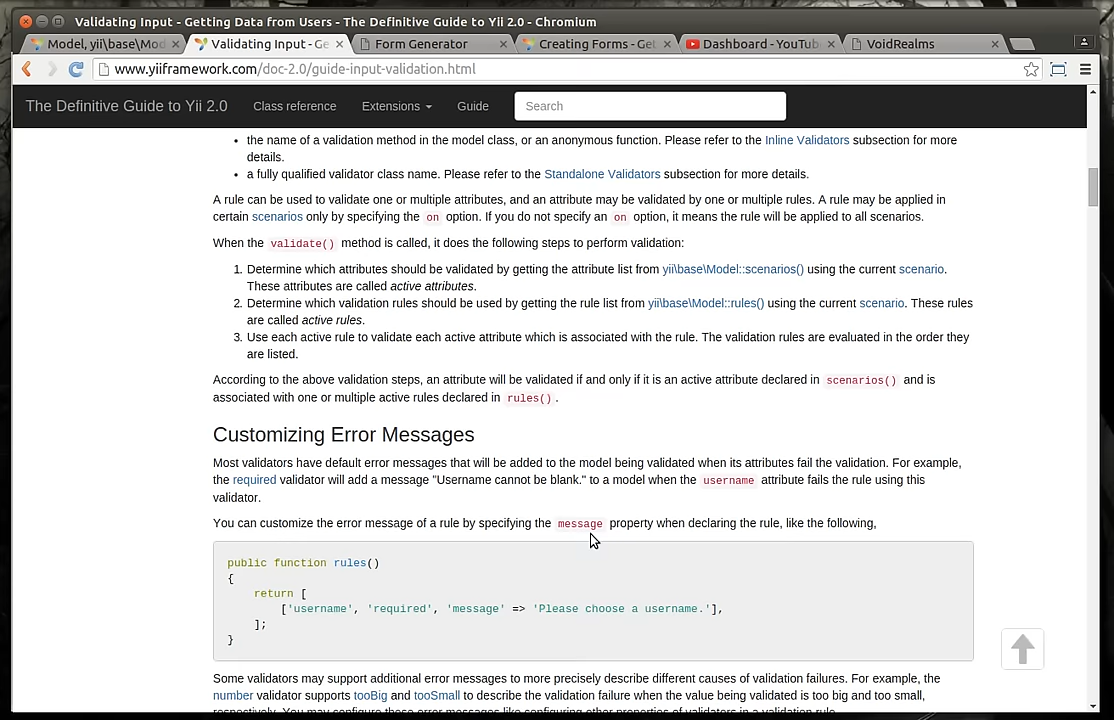 Validating Input - Getting Data from Users - The Definitive Guide to Yii 2.0 - Chromium
Model, yii\base\Mod
Validating Input - Ge
Form Generator
Creating Forms - Get
Dashboard - YouTub
VoidRealms
www.yiiframework.com/doc-2.0/guide-input-validation.html
The Definitive Guide to Yii 2.0
Class reference
Extensions
Guide
Search
• the name of a validation method in the model class, or an anonymous function. Please refer to the Inline Validators subsection for more
details.
• a fully qualified validator class name. Please refer to the Standalone Validators subsection for more details.
A rule can be used to validate one or multiple attributes, and an attribute may be validated by one or multiple rules. A rule may be applied in
certain scenarios only by specifying the on option. If you do not specify an on option, it means the rule will be applied to all scenarios.
When the validate() method is called, it does the following steps to perform validation:
1. Determine which attributes should be validated by getting the attribute list from yii\base\Model::scenarios() using the current scenario.
These attributes are called active attributes.
2. Determine which validation rules should be used by getting the rule list from yii\base\Model::rules() using the current scenario. These rules
are called active rules.
3. Use each active rule to validate each active attribute which is associated with the rule. The validation rules are evaluated in the order they
are listed.
According to the above validation steps, an attribute will be validated if and only if it is an active attribute declared in scenarios() and is
associated with one or multiple active rules declared in rules().
Customizing Error Messages
Most validators have default error messages that will be added to the model being validated when its attributes fail the validation. For example,
the required validator will add a message "Username cannot be blank." to a model when the username attribute fails the rule using this
validator.
You can customize the error message of a rule by specifying the message property when declaring the rule, like the following,
public function rules()
{
return [
['username', 'required', 'message' => 'Please choose a username.'],
];
}
Some validators may support additional error messages to more precisely describe different causes of validation failures. For example, the
number validator supports tooBig and tooSmall to describe the validation failure when the value being validated is too big and too small,
respectively. You may configure these error messages like configuring other properties of validators in a validation rule.